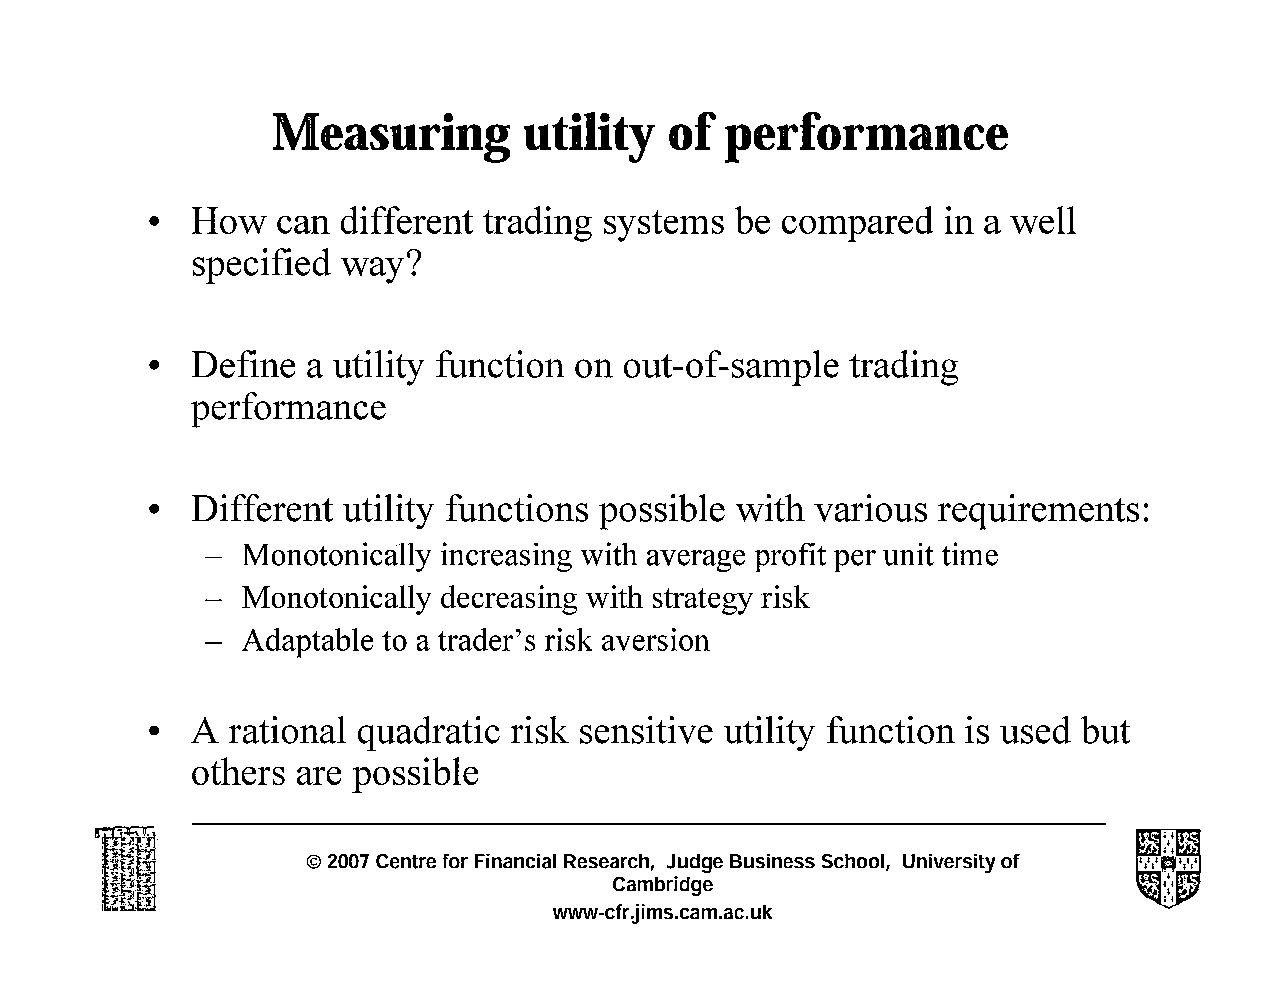 Measuring utility of performance
• How can different trading systems be compared in a well
specified way?
• Define a utility function on out-of-sample trading
performance
• Different utility functions possible with various requirements:
– Monotonically increasing with average profit per unit time
– Monotonically decreasing with strategy risk
– Adaptable to a trader’s risk aversion
• A rational quadratic risk sensitive utility function is used but
others are possible
© 2007 Centre for Financial Research, Judge Business School, University of
Cambridge
www-cfr.jims.cam.ac.uk